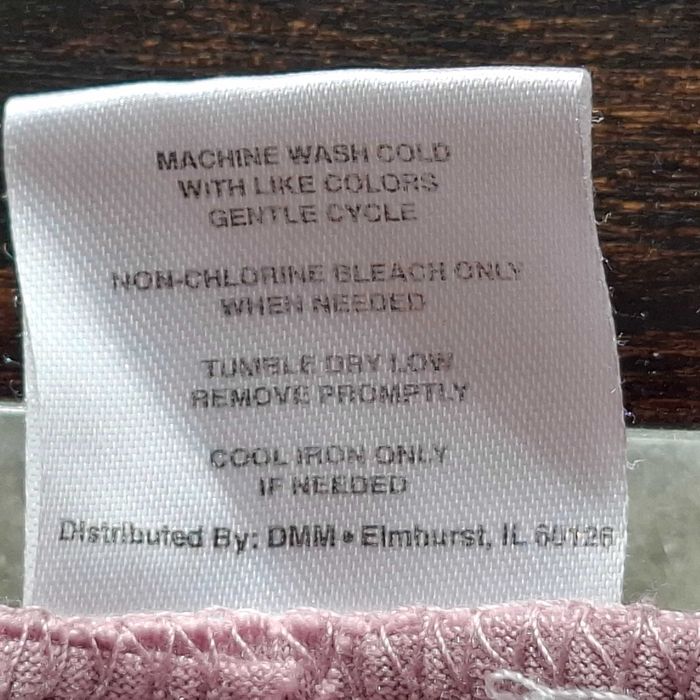 MACHINE WASH COLD
WITH LIKE COLORS
GENTLE CYCLE
NON-CHLORINE BLEACH ONLY
WHEN NEEDED
TUMBLE DRY LOW
REMOVE PROMPTLY
COOL IRON ONLY
IF NEEDED
Distributed By: DMM • Elmhurst, IL 60126